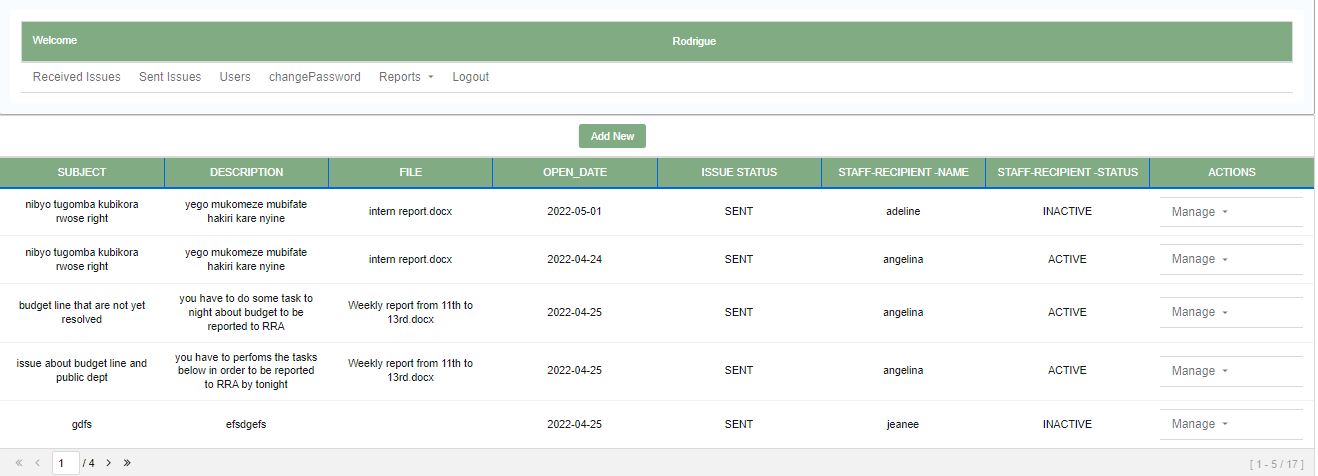 Welcome Rodrigue
Received Issues Sent Issues Users changePassword Reports Logout
Add New
SUBJECT DESCRIPTION FILE OPEN_DATE ISSUE STATUS STAFF-RECIPIENT -NAME STAFF-RECIPIENT -STATUS ACTIONS
nibyo tugomba kubikora
rwose right
yego mukomeze mubifate
hakiri kare nyine
intern report.docx
2022-05-01
SENT
adeline
INACTIVE
Manage
nibyo tugomba kubikora
rwose right
yego mukomeze mubifate
hakiri kare nyine
intern report.docx
2022-04-24
SENT
angelina
ACTIVE
Manage
budget line that are not yet
resolved
you have to do some task to
night about budget to be
reported to RRA
Weekly report from 11th to
13rd.docx
2022-04-25
SENT
angelina
ACTIVE
Manage
issue about budget line and
public dept
you have to perfoms the tasks
below in order to be reported
to RRA by tonight
Weekly report from 11th to
13rd.docx
2022-04-25
SENT
angelina
ACTIVE
Manage
gdfs
efsdgefs
2022-04-25
SENT
jeanee
INACTIVE
Manage
1 / 4
[ 1 - 5 / 17 ]